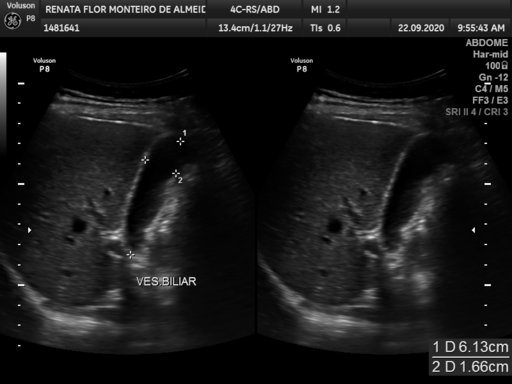 Voluson
P8
RENATA FLOR MONTEIRO DE ALMEID
4C-RS/ABD
MI 1.2
1481641
13.4cm/1.1/27Hz
TIs 0.6
22.09.2020
9:55:43 AM
ABDOME
Har-mid
100
Gn -12
C4 / M5
FF3 / E3
SRI II 4 / CRI 3
Voluson
P8
Voluson
P8
1
2
VES.BILIAR
1 D 6.13cm
2 D 1.66cm